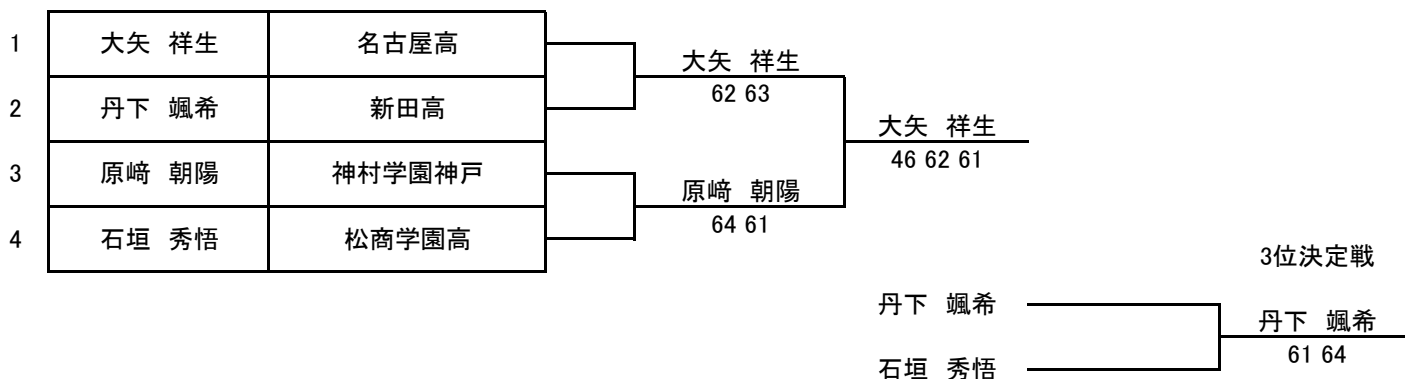 1 大矢 祥生 名古屋高
大矢 祥生
62 63
2 丹下 颯希 新田高
大矢 祥生
46 62 61
3 原﨑 朝陽 神村学園神戸
原﨑 朝陽
64 61
4 石垣 秀悟 松商学園高
3位決定戦
丹下 颯希
丹下 颯希
61 64
石垣 秀悟